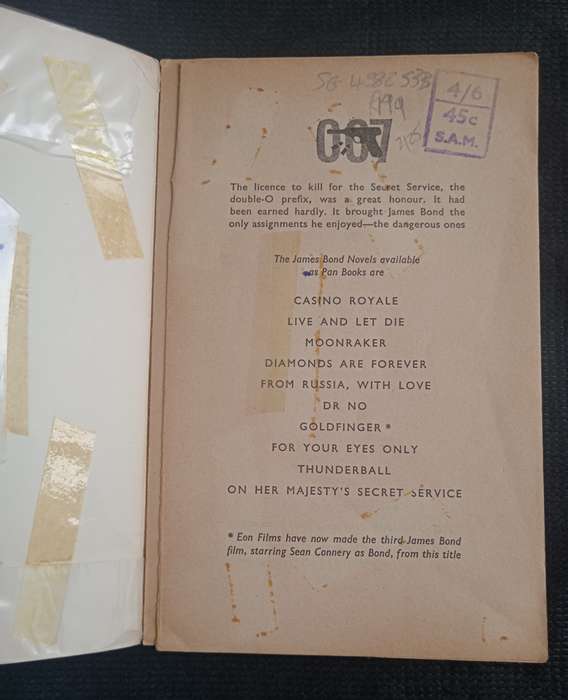 4/6
45c
S.A.M.
007
The licence to kill for the Secret Service, the
double-O prefix, was a great honour. It had
been earned hardly. It brought James Bond the
only assignments he enjoyed—the dangerous ones
The James Bond Novels available
as Pan Books are
CASINO ROYALE
LIVE AND LET DIE
MOONRAKER
DIAMONDS ARE FOREVER
FROM RUSSIA, WITH LOVE
DR NO
GOLDFINGER*
FOR YOUR EYES ONLY
THUNDERBALL
ON HER MAJESTY'S SECRET SERVICE
* Eon Films have now made the third James Bond
film, starring Sean Connery as Bond, from this title